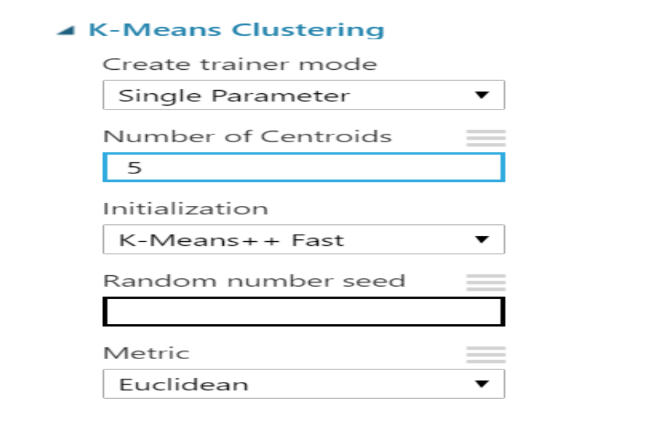 K-Means Clustering
Create trainer mode
Single Parameter
Number of Centroids
5
Initialization
K-Means++ Fast
Random number seed
Metric
Euclidean